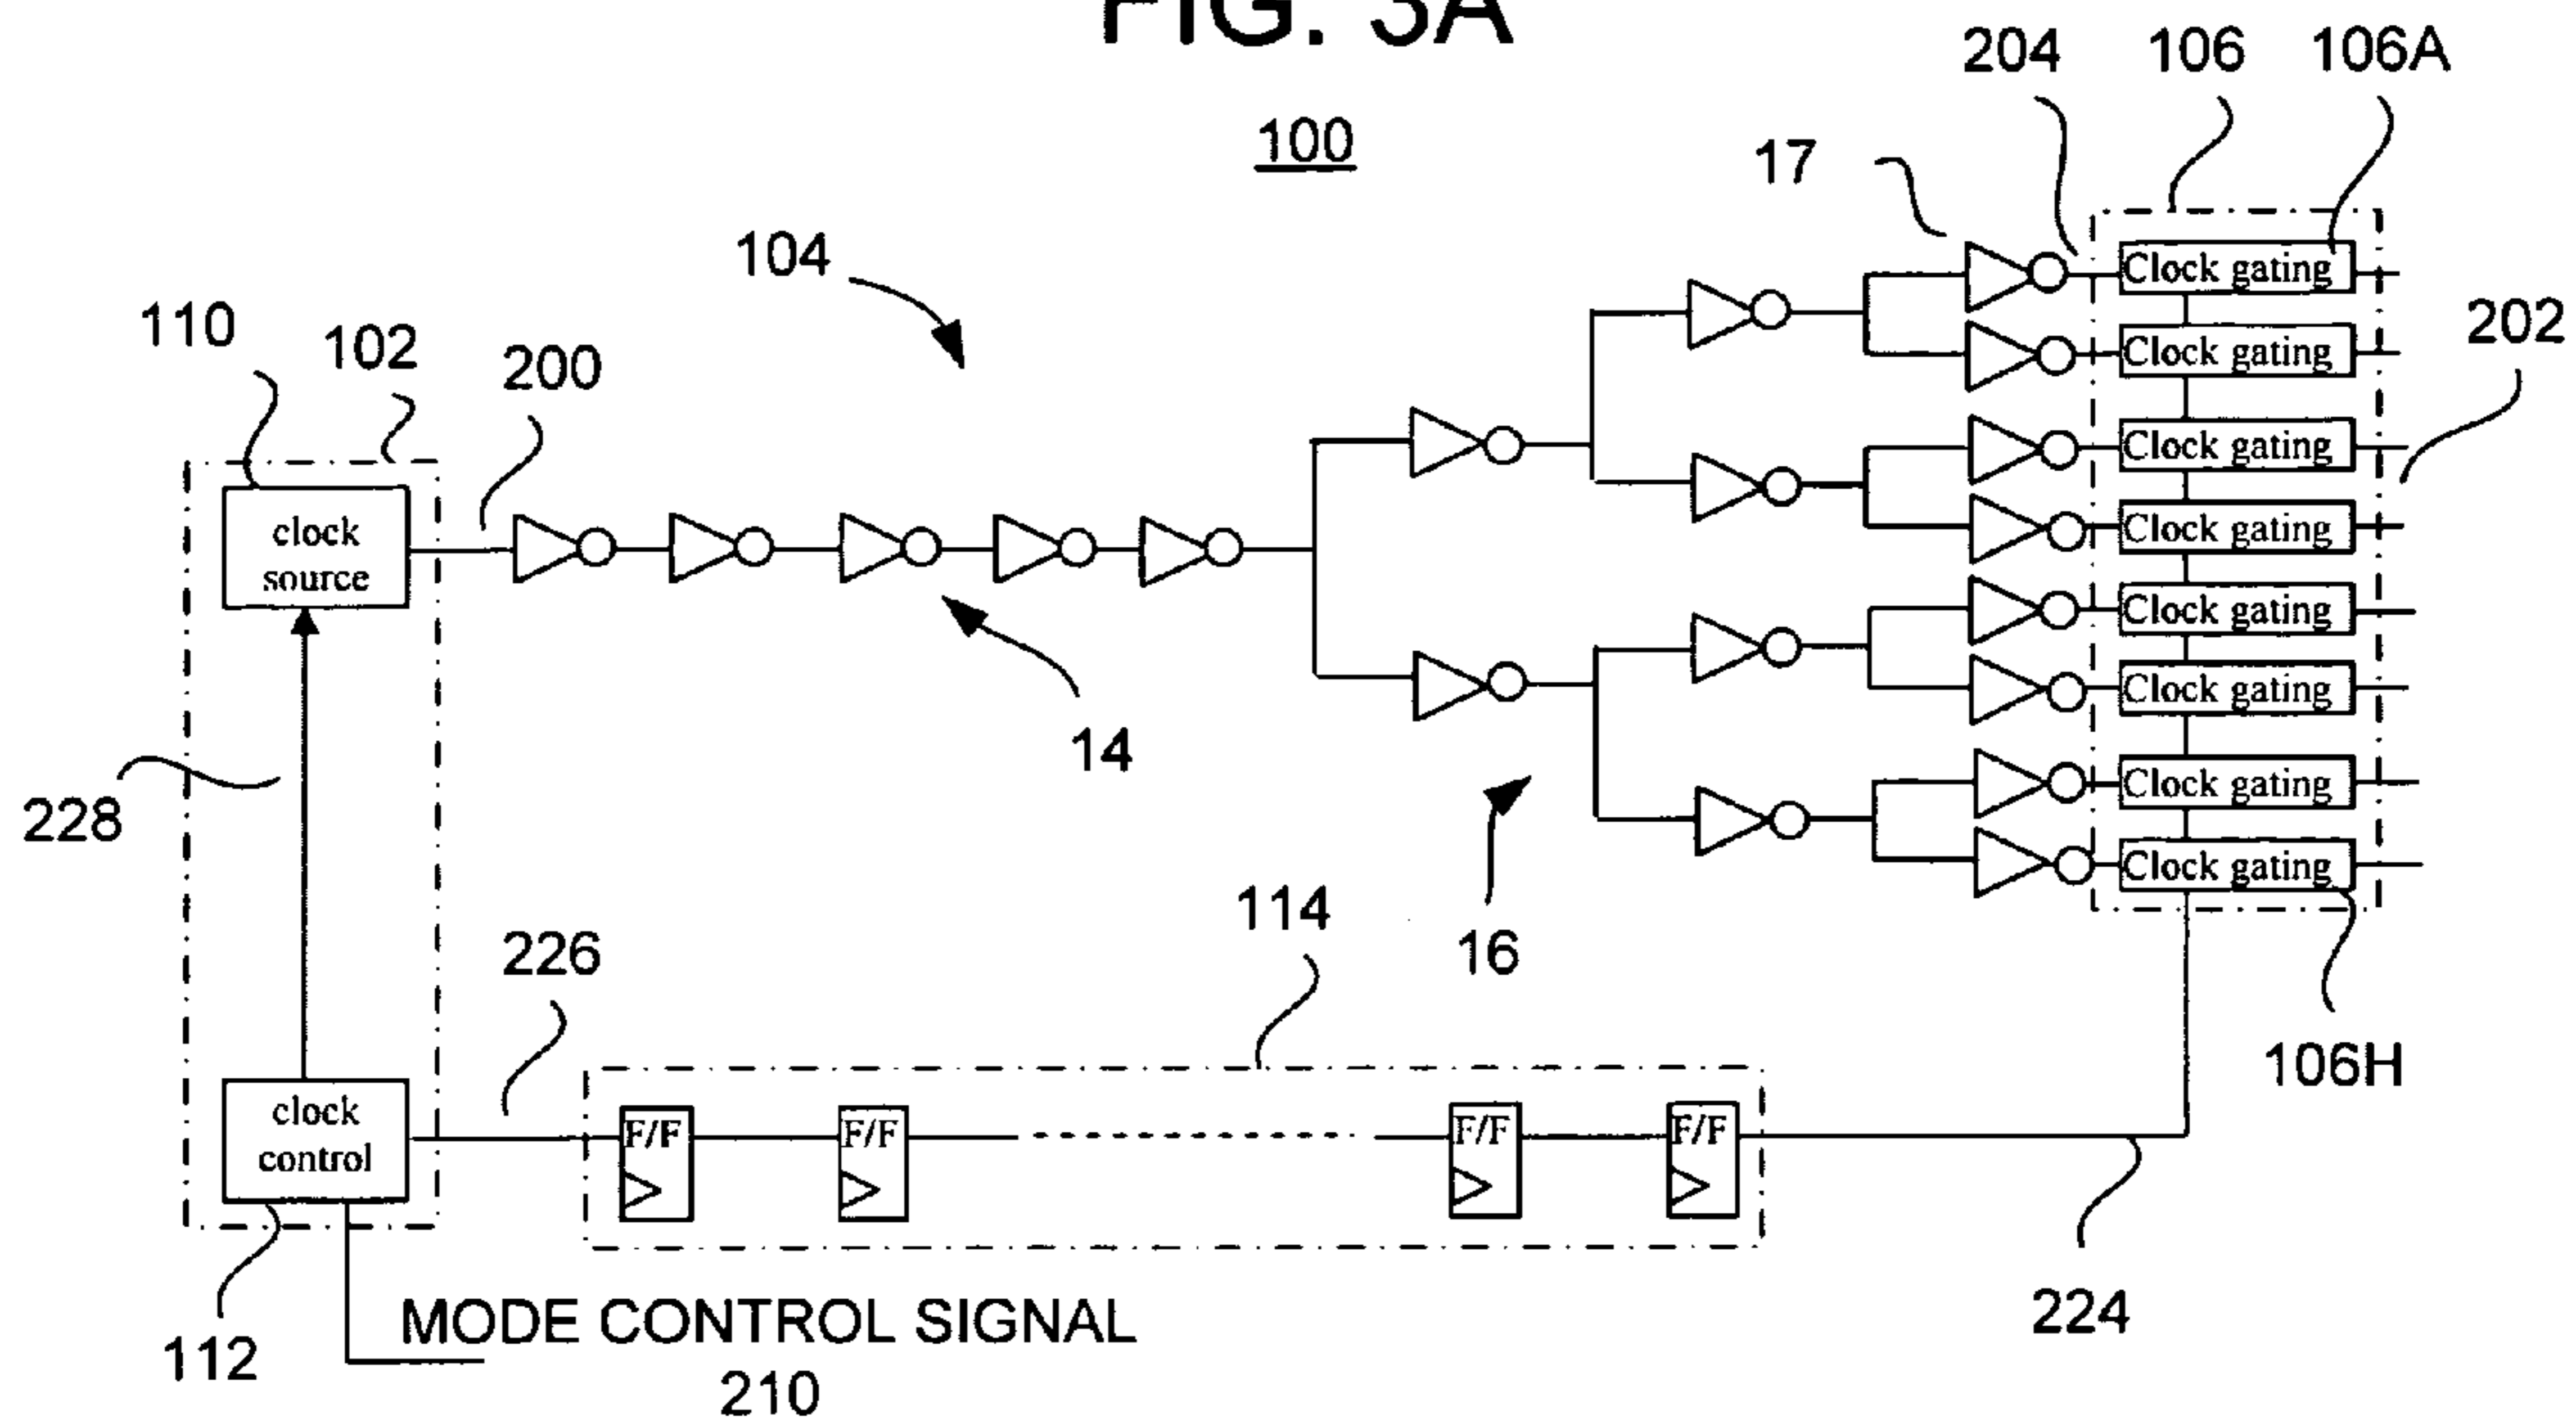 FIG. 3A
100
204
106
106A
17
104
110
102
200
202
clock
source
Clock gating
Clock gating
Clock gating
Clock gating
Clock gating
Clock gating
Clock gating
Clock gating
14
228
16
114
226
106H
clock
control
F/F
F/F
F/F
F/F
224
112
MODE CONTROL SIGNAL
210